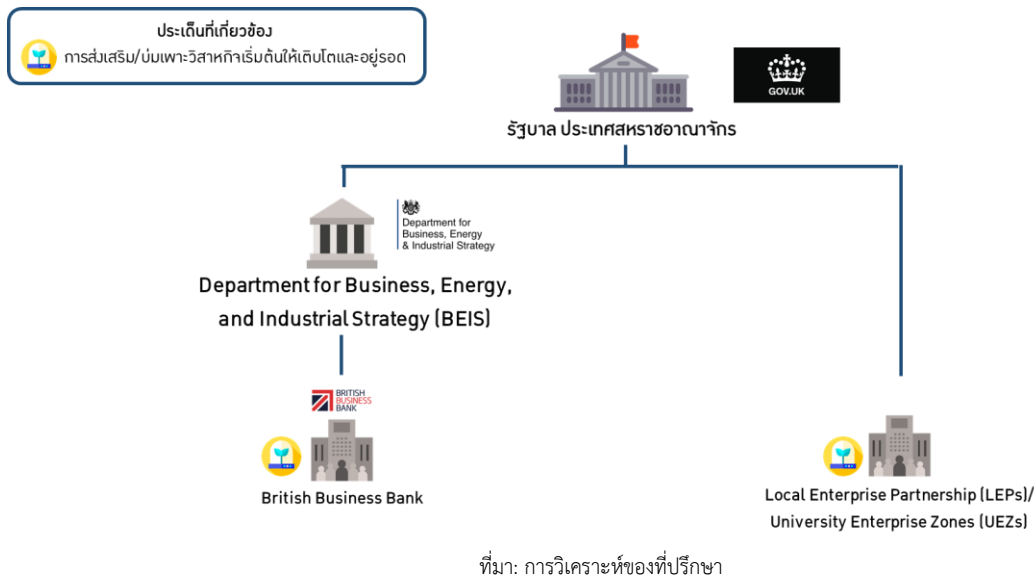 ประเด็นที่เกี่ยวข้อง
การส่งเสริม/บ่มเพาะวิสาหกิจเริ่มต้นให้เติบโตและอยู่รอด
GOV.UK
รัฐบาล ประเทศสหราชอาณาจักร
Department for
Business, Energy
& Industrial Strategy
Department for Business, Energy,
and Industrial Strategy (BEIS)
BRITISH
BUSINESS
BANK
British Business Bank
Local Enterprise Partnership (LEPs)/
University Enterprise Zones (UEZs)
ที่มา: การวิเคราะห์ของที่ปรึกษา